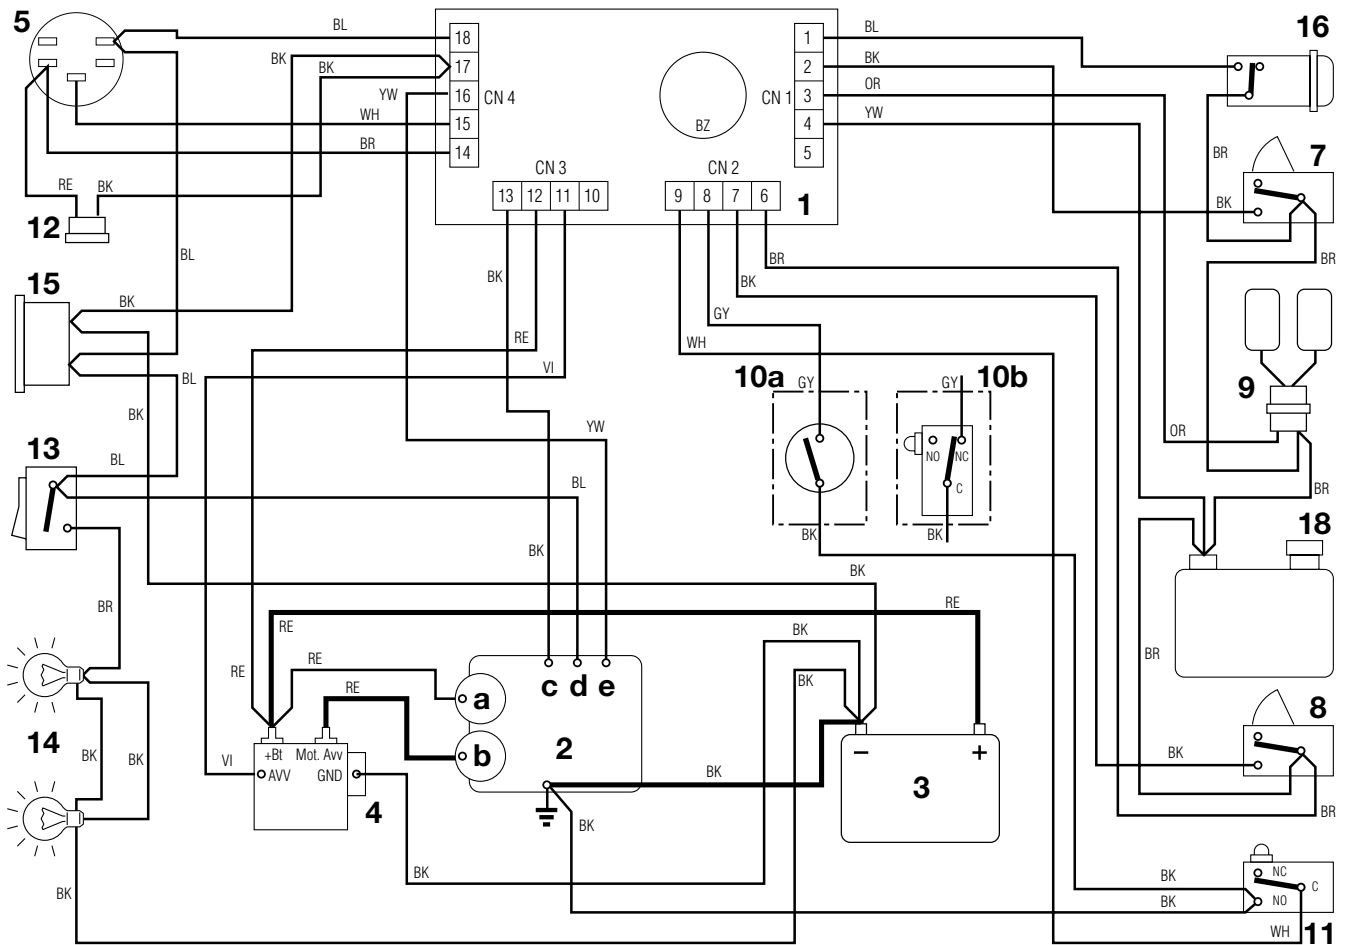 5
BL
18
BK
BK
17
YW
16
CN 4
WH
15
BR
14
BZ
CN 1
1
BL
2
BK
3
OR
4
YW
5
16
CN 3
13
12
11
10
CN 2
9
8
7
6
1
BR
7
BK
BR
RE
BK
12
BL
15
BK
BK
RE
VI
BR
BK
GY
WH
BL
BK
10a
GY
GY
10b
9
OR
BR
YW
NO
NC
C
BK
BK
13
BL
BL
BK
BR
18
BK
RE
BR
RE
RE
RE
RE
BK
BK
c
d
e
a
b
2
14
BK
BK
VI
+Bt
Mot. Avv
AVV
GND
4
BK
BK
–
+
3
8
BK
BR
BK
BK
BK
BK
NC
NO
C
WH
11